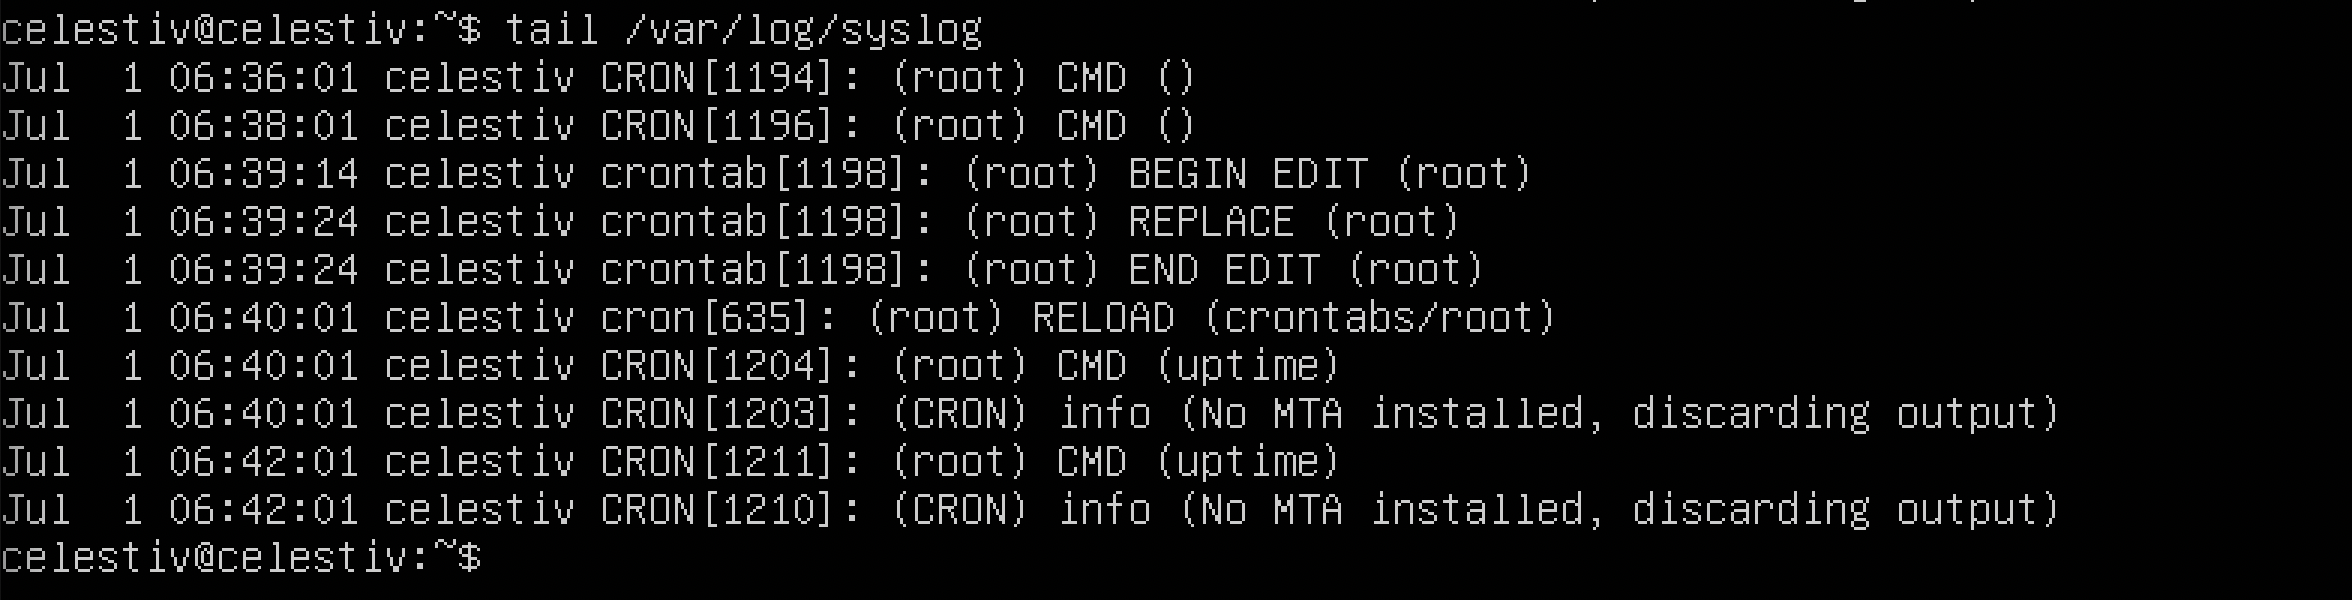 celestiv@celestiv:~$ tail /var/log/syslog
Jul  1 06:36:01 celestiv CRON[1194]: (root) CMD ()
Jul  1 06:38:01 celestiv CRON[1196]: (root) CMD ()
Jul  1 06:39:14 celestiv crontab[1198]: (root) BEGIN EDIT (root)
Jul  1 06:39:24 celestiv crontab[1198]: (root) REPLACE (root)
Jul  1 06:39:24 celestiv crontab[1198]: (root) END EDIT (root)
Jul  1 06:40:01 celestiv cron[635]: (root) RELOAD (crontabs/root)
Jul  1 06:40:01 celestiv CRON[1204]: (root) CMD (uptime)
Jul  1 06:40:01 celestiv CRON[1203]: (CRON) info (No MTA installed, discarding output)
Jul  1 06:42:01 celestiv CRON[1211]: (root) CMD (uptime)
Jul  1 06:42:01 celestiv CRON[1210]: (CRON) info (No MTA installed, discarding output)
celestiv@celestiv:~$